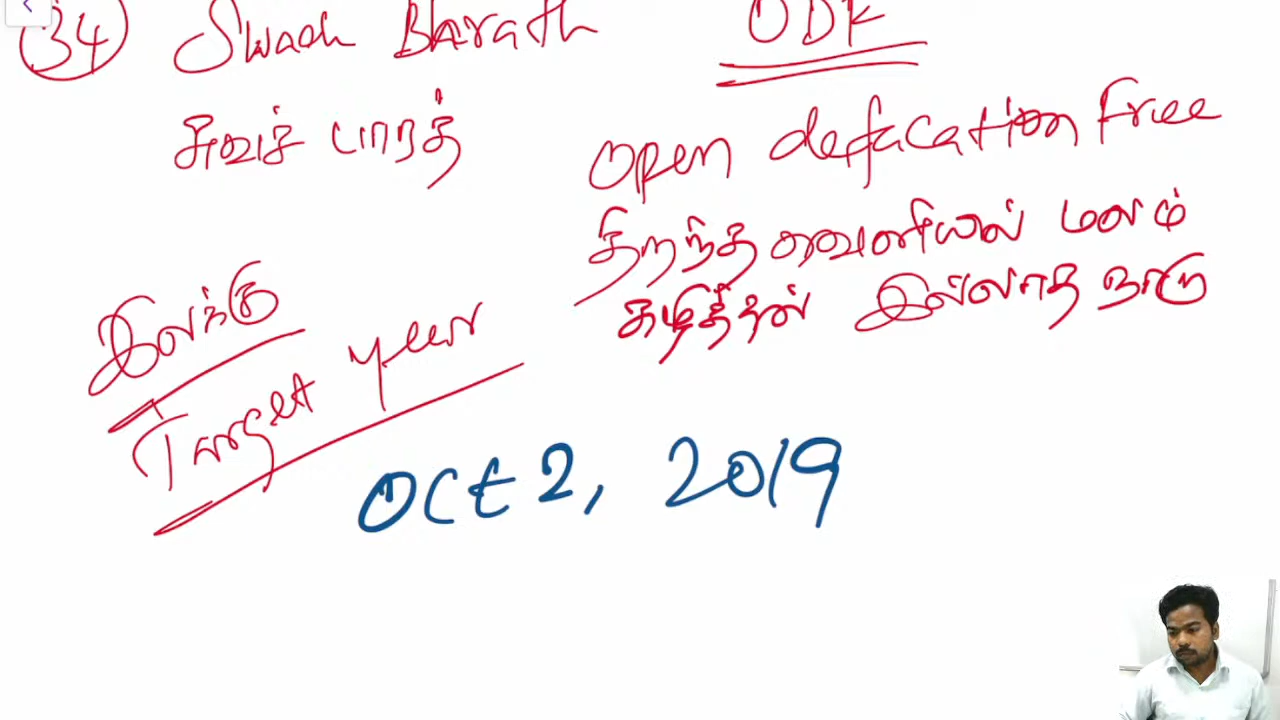 34 Swach Bharath ODF
சுவச் பாரத்
Open defacation Free
திறந்த வெளியில் மலம்
கழித்தல் இல்லாத நாடு
இலக்கு
Target year
Oct 2, 2019